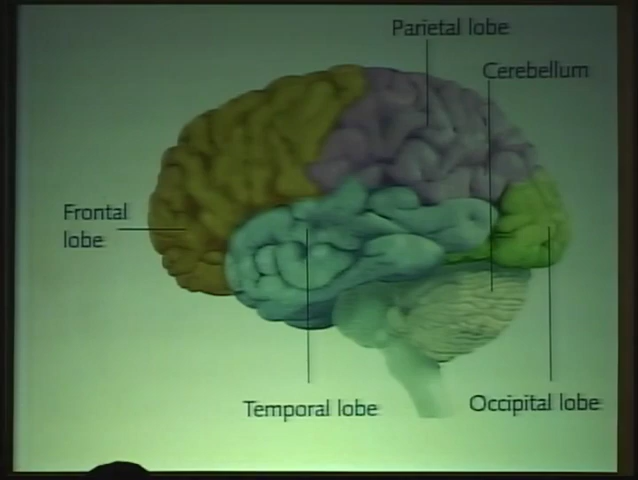 Parietal lobe
Cerebellum
Frontal
lobe
Temporal lobe
Occipital lobe